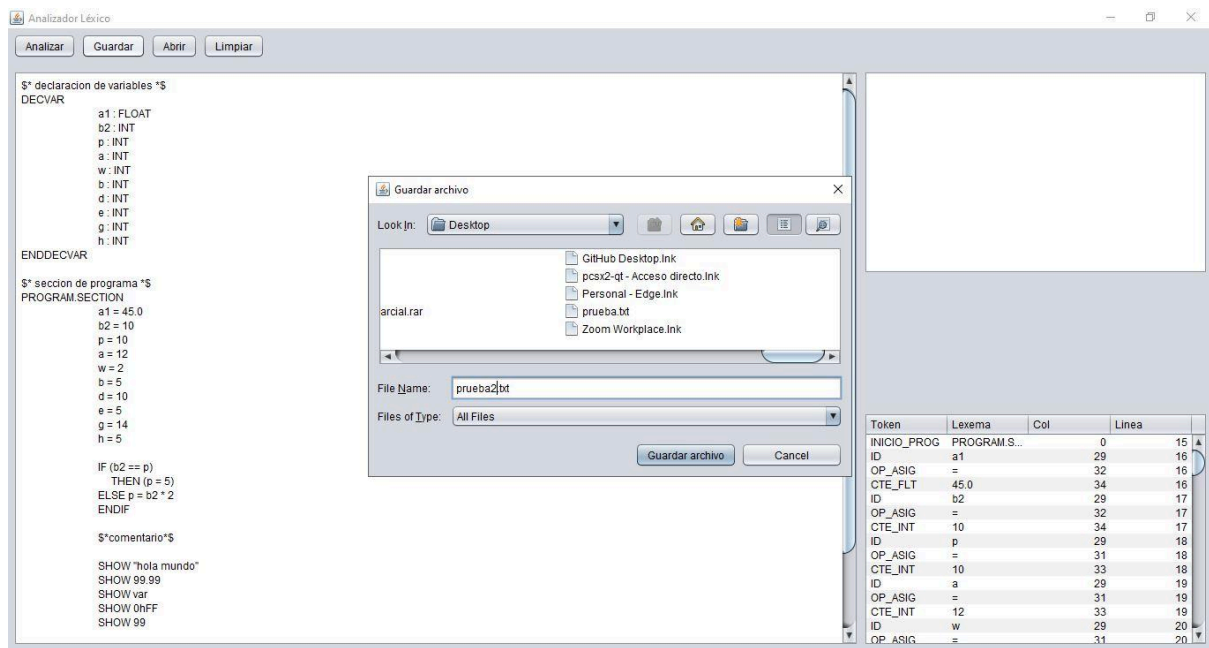 Analizador Léxico
Analizar Guardar Abrir Limpiar
$* declaracion de variables *$
DECVAR
a1 : FLOAT
b2 : INT
p : INT
a : INT
w : INT
b : INT
d : INT
e : INT
g : INT
h : INT
ENDDECVAR
$* seccion de programa *$
PROGRAM.SECTION
a1 = 45.0
b2 = 10
p = 10
a = 12
w = 2
b = 5
d = 10
e = 5
g = 14
h = 5
IF (b2 == p)
THEN (p = 5)
ELSE p = b2 * 2
ENDIF
$*comentario*$
SHOW "hola mundo"
SHOW 99.99
SHOW var
SHOW 0hFF
SHOW 99
Guardar archivo
Look In: Desktop
arcial.rar
GitHub Desktop.lnk
pcsx2-qt - Acceso directo.lnk
Personal - Edge.lnk
prueba.txt
Zoom Workplace.lnk
File Name: prueba2.txt
Files of Type: All Files
Guardar archivo Cancel
Token Lexema Col Linea
INICIO_PROG PROGRAM.S... 0 15
ID a1 29 16
OP_ASIG = 32 16
CTE_FLT 45.0 34 16
ID b2 29 17
OP_ASIG = 32 17
CTE_INT 10 34 17
ID p 29 18
OP_ASIG = 31 18
CTE_INT 10 33 18
ID a 29 19
OP_ASIG = 31 19
CTE_INT 12 33 19
ID w 29 20
OP_ASIG = 31 20